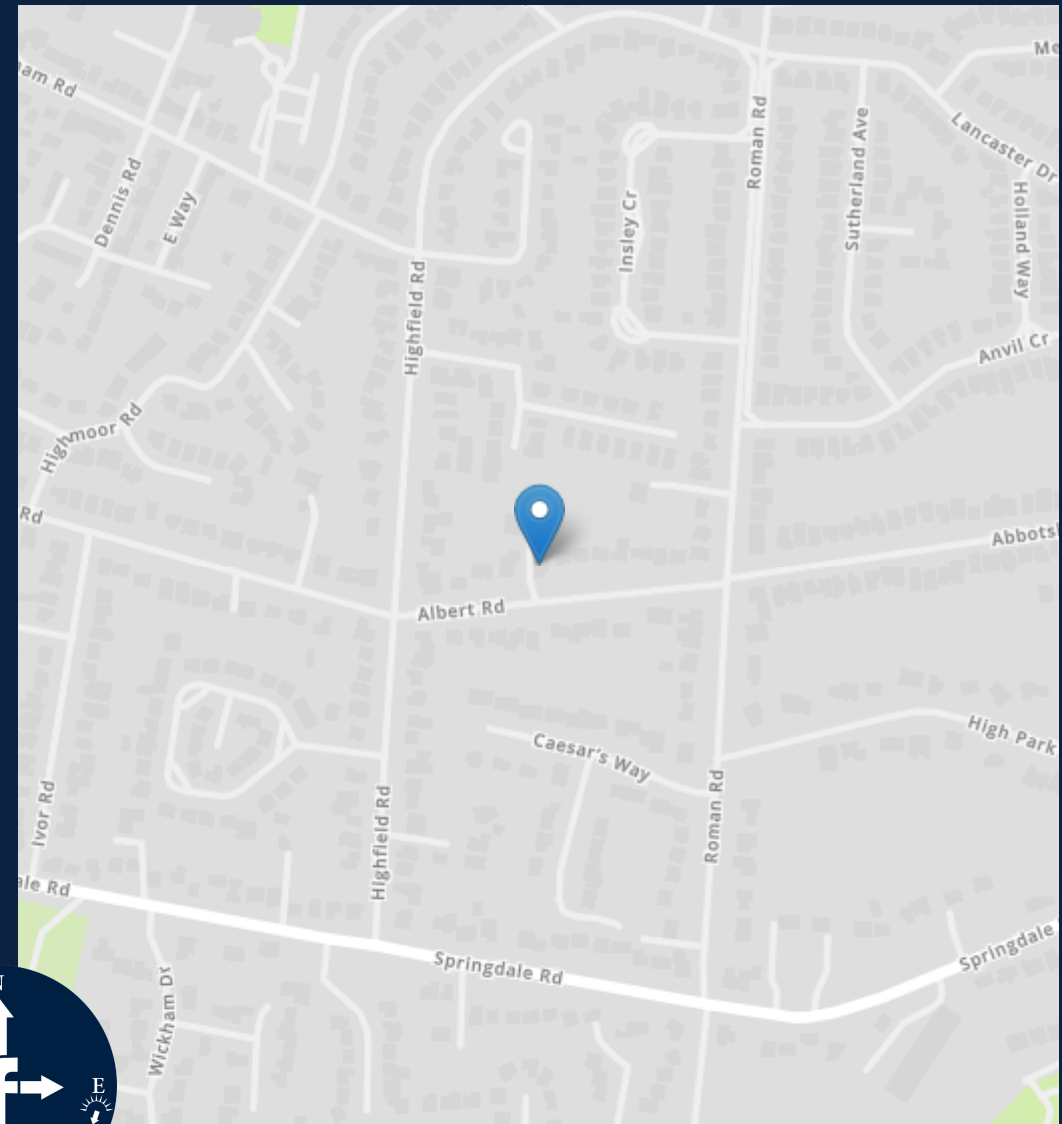 am Rd
Me
Roman Rd
Sutherland Ave
Lancaster Dr
Dennis Rd
E Way
Insley Cr
Holland Way
Highfield Rd
Anvil Cr
Highmoor Rd
Rd
Abbots
Albert Rd
Caesar's Way
High Park
Ivor Rd
Highfield Rd
Roman Rd
ale Rd
Springdale Rd
Springdale
Wickham Dr
N
E